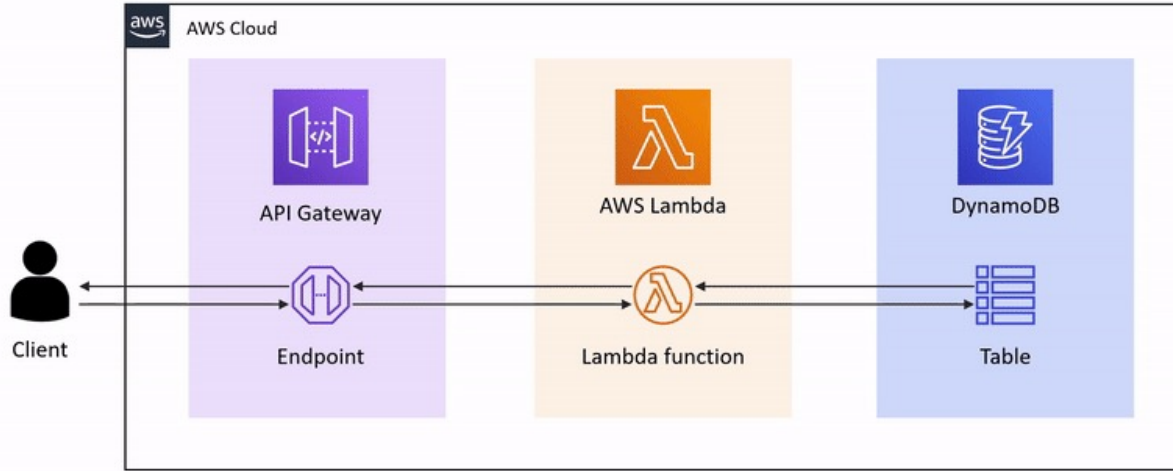 aws
AWS Cloud
</>
API Gateway
AWS Lambda
DynamoDB
Client
Endpoint
Lambda function
Table